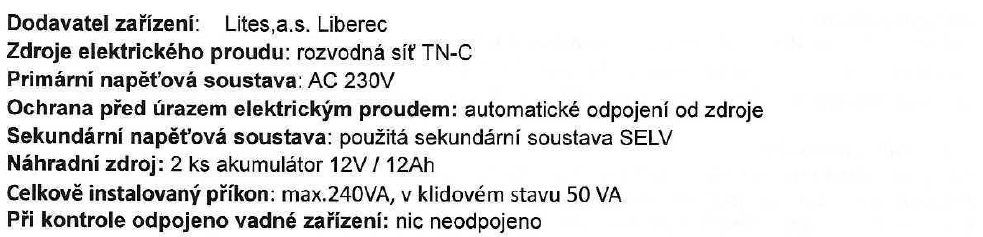 Dodavatel zařízení: Lites,a.s. Liberec
Zdroje elektrického proudu: rozvodná síť TN-C
Primární napěťová soustava: AC 230V
Ochrana před úrazem elektrickým proudem: automatické odpojení od zdroje
Sekundární napěťová soustava: použitá sekundární soustava SELV
Náhradní zdroj: 2 ks akumulátor 12V / 12Ah
Celkově instalovaný příkon: max.240VA, v klidovém stavu 50 VA
Při kontrole odpojeno vadné zařízení: nic neodpojeno